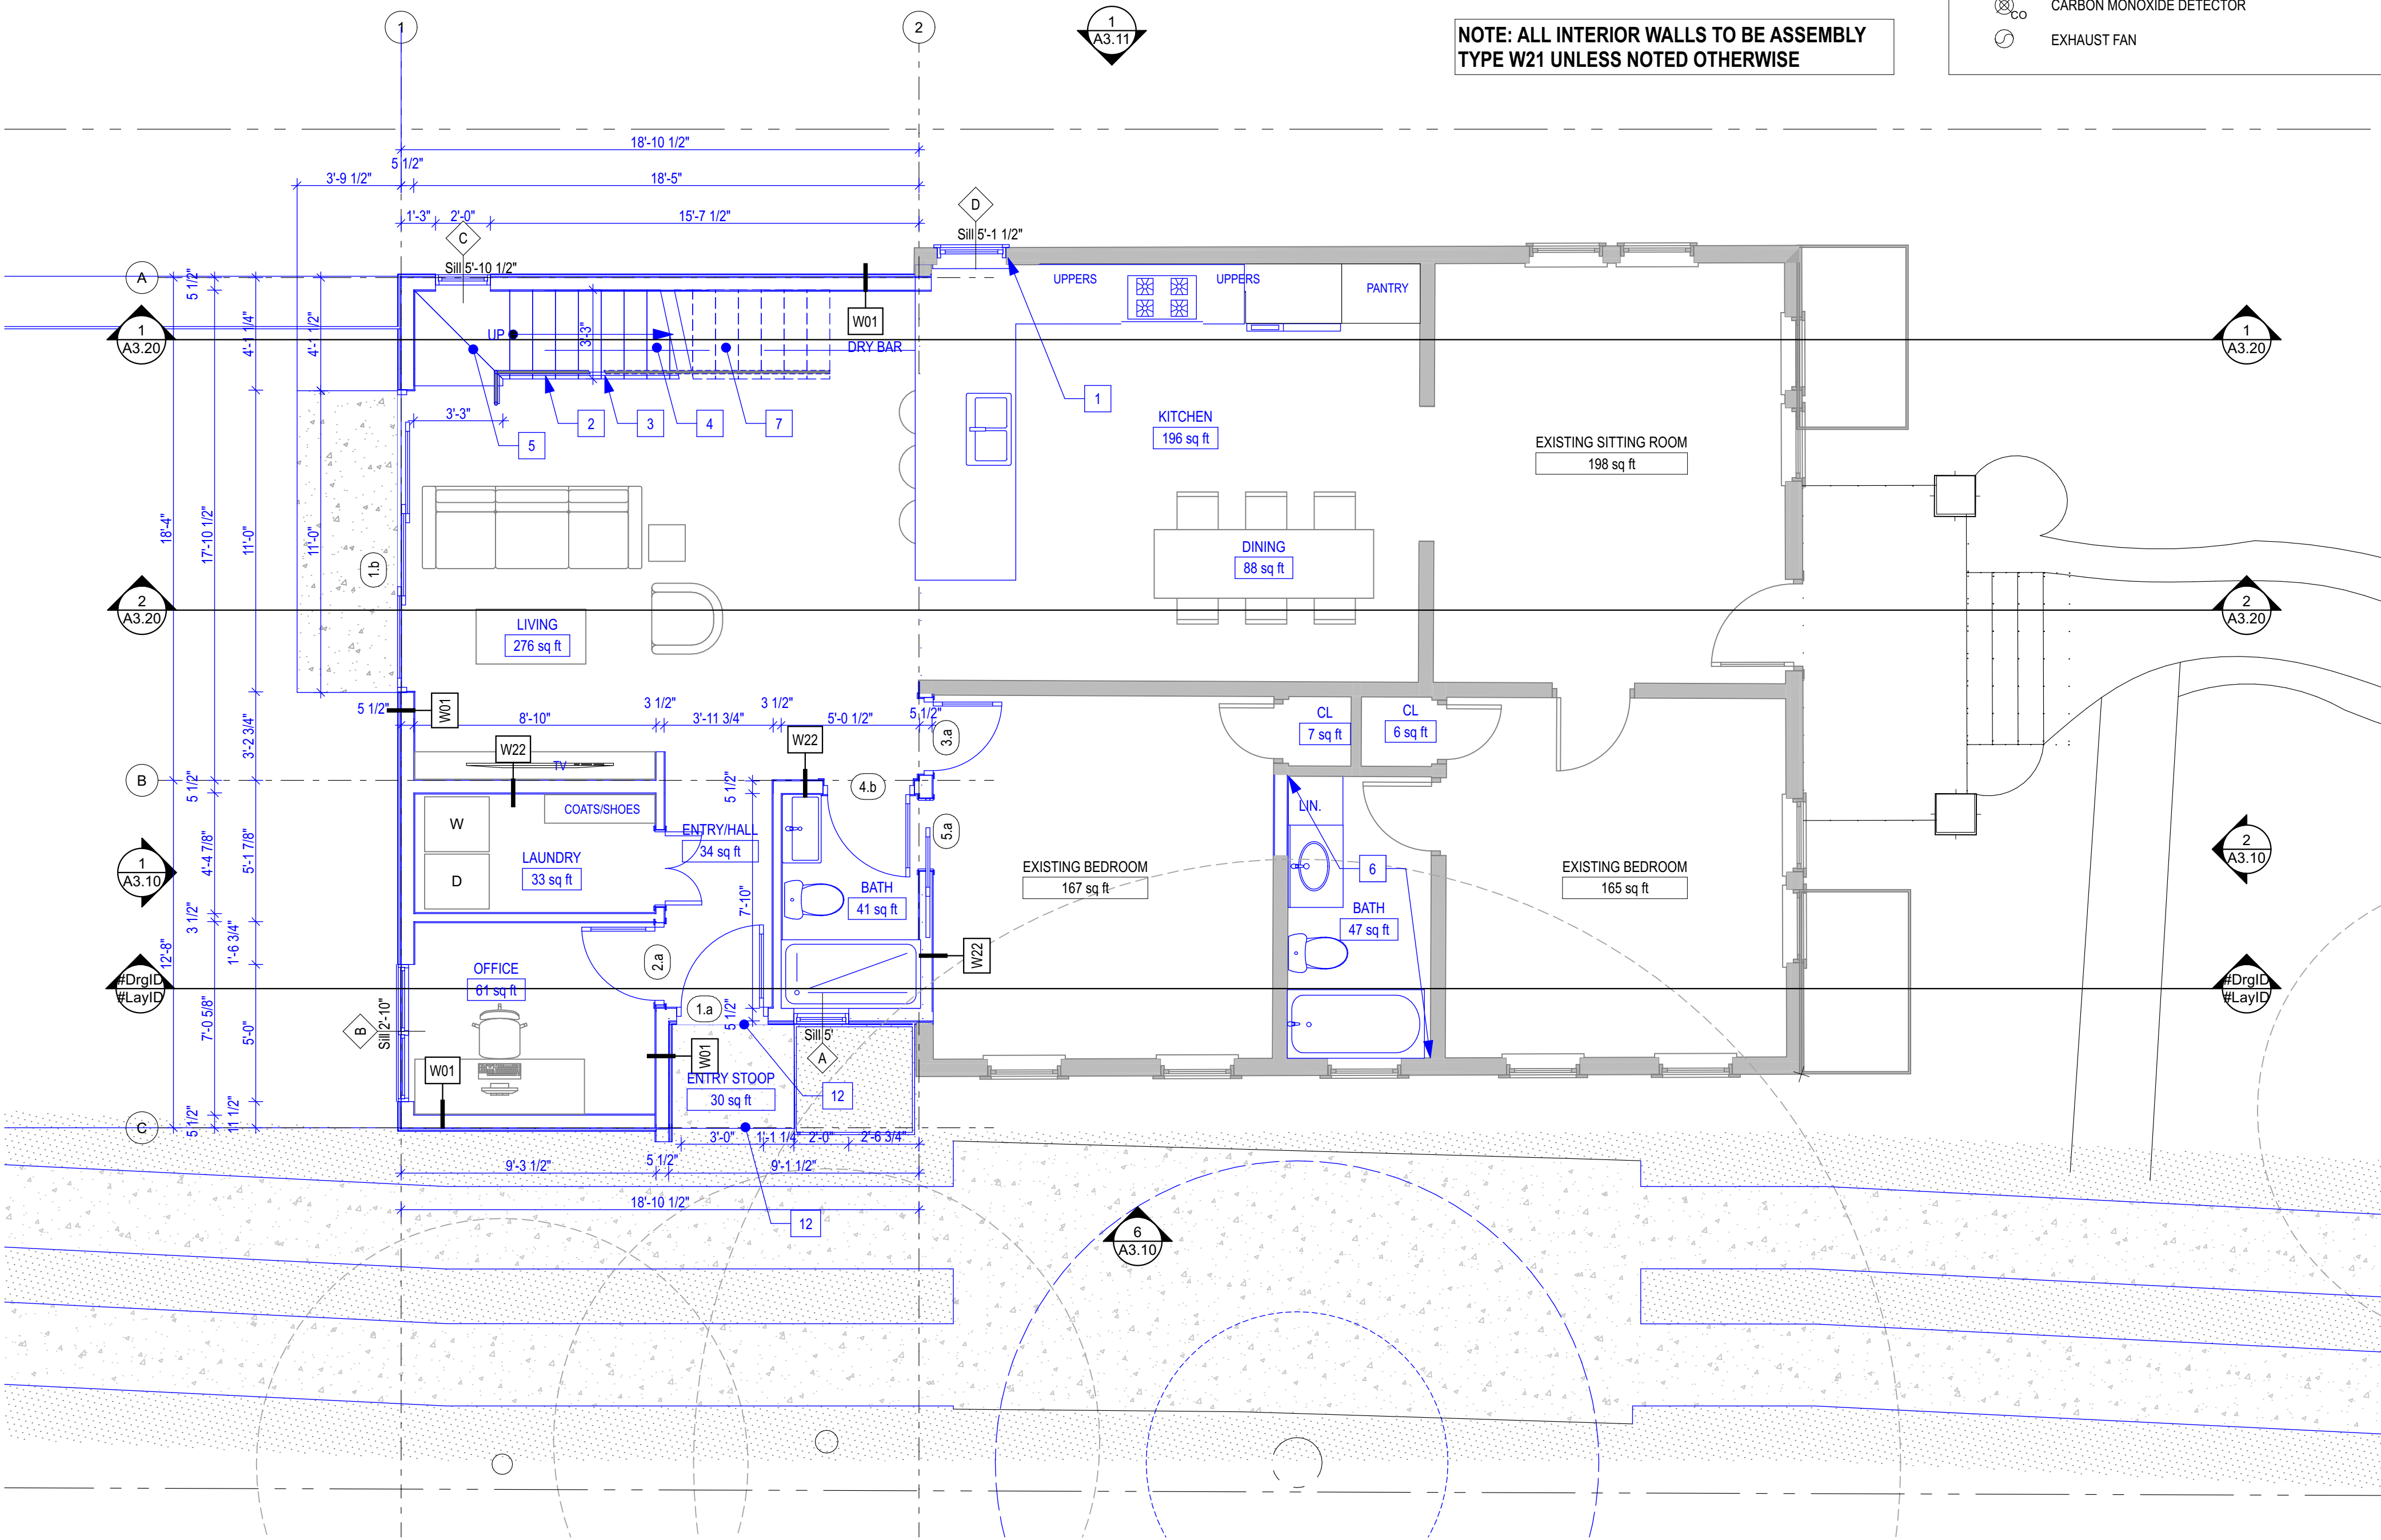 1
2
1
A3.11
NOTE: ALL INTERIOR WALLS TO BE ASSEMBLY
TYPE W21 UNLESS NOTED OTHERWISE
CO
CARBON MONOXIDE DETECTOR
EXHAUST FAN
18'-10 1/2"
5 1/2"
3'-9 1/2"
18'-5"
1'-3"
2'-0"
15'-7 1/2"
C
D
Sill 5'-1 1/2"
Sill 5'-10 1/2"
A
5 1/2"
UPPERS
UPPERS
PANTRY
1
A3.20
4'-1 1/4"
4'-1 1/2"
UP
3'-3"
W01
DRY BAR
1
A3.20
3'-3"
5
2
3
4
7
1
KITCHEN
196 sq ft
EXISTING SITTING ROOM
198 sq ft
18'-4"
17'-10 1/2"
11'-0"
11'-0"
1.b
DINING
88 sq ft
2
A3.20
LIVING
276 sq ft
2
A3.20
5 1/2"
W01
8'-10"
3 1/2"
3'-11 3/4"
3 1/2"
5'-0 1/2"
5 1/2"
3'-2 3/4"
W22
TV
W22
3.a
CL
7 sq ft
CL
6 sq ft
B
5 1/2"
5 1/2"
4.b
COATS/SHOES
LIN.
W
D
LAUNDRY
33 sq ft
ENTRY/HALL
34 sq ft
5.a
1
A3.10
4'-4 7/8"
5'-1 7/8"
BATH
41 sq ft
7'-10"
EXISTING BEDROOM
167 sq ft
6
BATH
47 sq ft
EXISTING BEDROOM
165 sq ft
2
A3.10
3 1/2"
1'-6 3/4"
12'-8"
2.a
W22
#DrgID
#LayID
OFFICE
61 sq ft
1.a
5 1/2"
#DrgID
#LayID
7'-0 5/8"
5'-0"
B
Sill 2'-10"
Sill 5'
A
W01
W01
ENTRY STOOP
30 sq ft
12
C
5 1/2"
11 1/2"
3'-0"
1'-1 1/4"
2'-0"
2'-6 3/4"
9'-3 1/2"
5 1/2"
9'-1 1/2"
18'-10 1/2"
12
6
A3.10